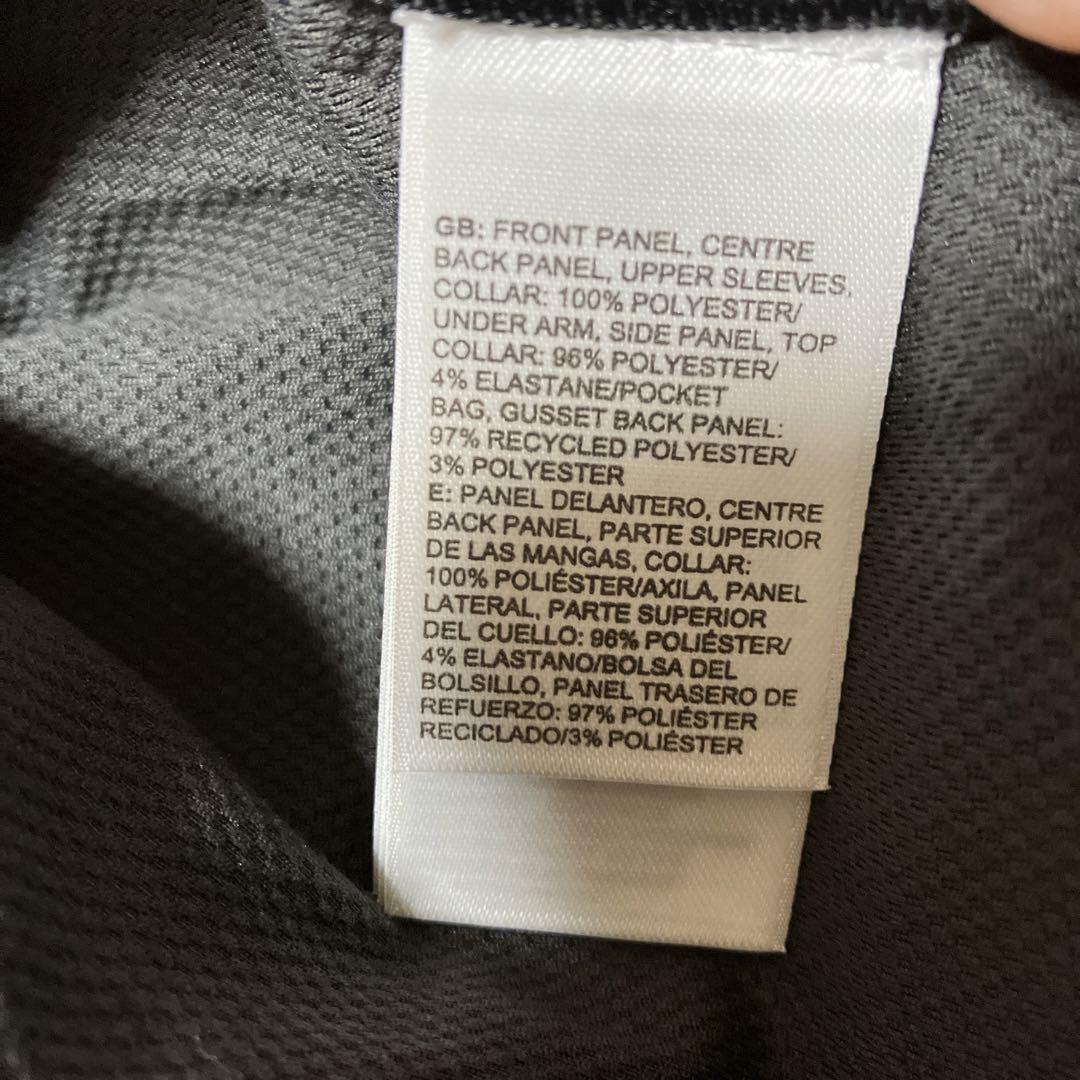 GB: FRONT PANEL, CENTRE
BACK PANEL, UPPER SLEEVES,
COLLAR: 100% POLYESTER/
UNDER ARM, SIDE PANEL, TOP
COLLAR: 96% POLYESTER/
4% ELASTANE/POCKET
BAG, GUSSET BACK PANEL:
97% RECYCLED POLYESTER/
3% POLYESTER
E: PANEL DELANTERO, CENTRE
BACK PANEL, PARTE SUPERIOR
DE LAS MANGAS, COLLAR:
100% POLIÉSTER/AXILA, PANEL
LATERAL, PARTE SUPERIOR
DEL CUELLO: 96% POLIÉSTER/
4% ELASTANO/BOLSA DEL
BOLSILLO, PANEL TRASERO DE
REFUERZO: 97% POLIÉSTER
RECICLADO/3% POLIÉSTER